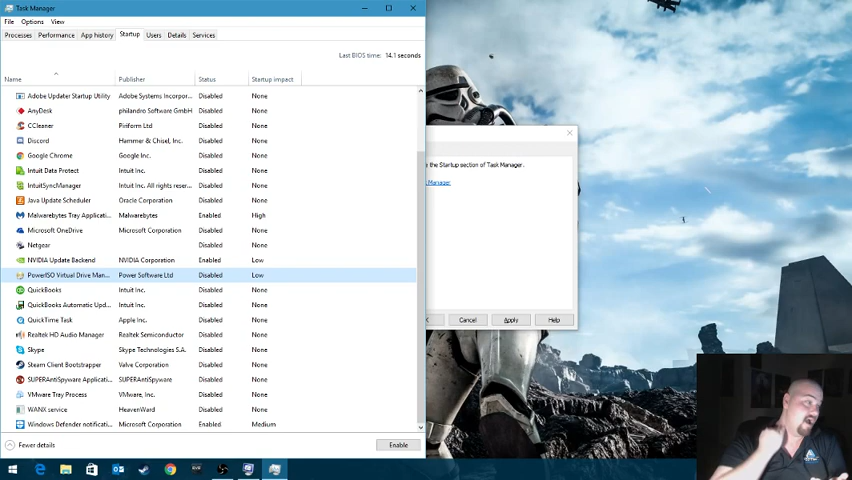 Task Manager
File Options View
Processes Performance App history Startup Users Details Services
Last BIOS time: 14.1 seconds
Name Publisher Status Startup impact
Adobe Updater Startup Utility Adobe Systems Incorpor... Disabled None
AnyDesk philandro Software GmbH Disabled None
CCleaner Piriform Ltd Disabled None
Discord Hammer & Chisel, Inc. Disabled None
Google Chrome Google Inc. Disabled None
Intuit Data Protect Intuit Inc. Disabled None
IntuitSyncManager Intuit Inc. All rights reser... Disabled None
Java Update Scheduler Oracle Corporation Disabled None
Malwarebytes Tray Applicati... Malwarebytes Enabled High
Microsoft OneDrive Microsoft Corporation Disabled None
Netgear Disabled None
NVIDIA Update Backend NVIDIA Corporation Enabled Low
PowerISO Virtual Drive Man... Power Software Ltd Disabled Low
QuickBooks Intuit Inc. Disabled None
QuickBooks Automatic Upd... Intuit Inc. Disabled None
QuickTime Task Apple Inc. Disabled None
Realtek HD Audio Manager Realtek Semiconductor Disabled None
Skype Skype Technologies S.A. Disabled None
Steam Client Bootstrapper Valve Corporation Disabled None
SUPERAntiSpyware Applicati... SUPERAntiSpyware Disabled None
VMware Tray Process VMware, Inc. Disabled None
WANX service HeavenWard Disabled None
Windows Defender notificati... Microsoft Corporation Enabled Medium
Fewer details Enable
e the Startup section of Task Manager.
Manager
K Cancel Apply Help